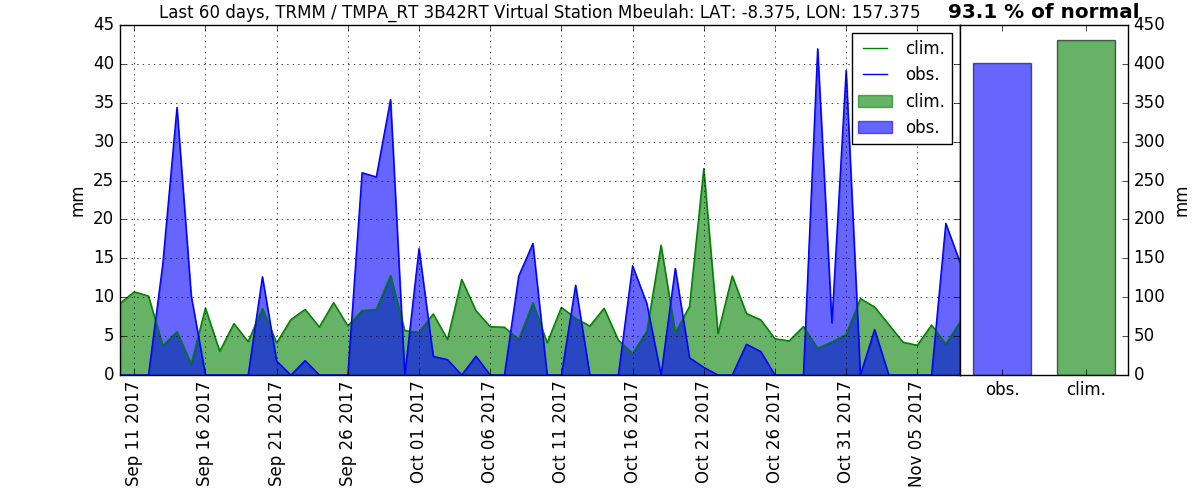 Last 60 days, TRMM / TMPA_RT 3B42RT Virtual Station Mbeulah: LAT: -8.375, LON: 157.375
93.1 % of normal
45
40
35
30
25
20
15
10
5
0
mm
clim.
obs.
clim.
obs.
450
400
350
300
250
200
150
100
50
0
mm
Sep 11 2017
Sep 16 2017
Sep 21 2017
Sep 26 2017
Oct 01 2017
Oct 06 2017
Oct 11 2017
Oct 16 2017
Oct 21 2017
Oct 26 2017
Oct 31 2017
Nov 05 2017
obs.
clim.